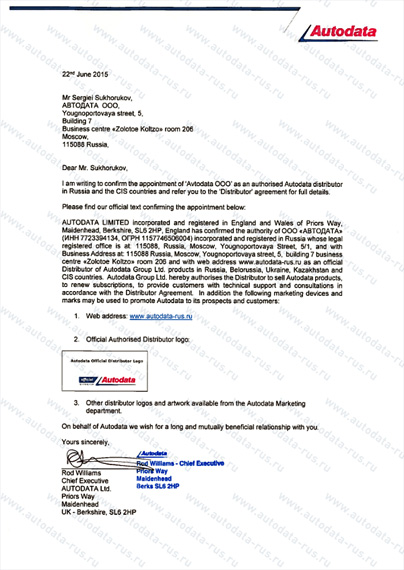 Autodata
22nd June 2015
Mr Sergiei Sukhorukov,
АВТОДАТА ООО,
Yougnoportovaya street, 5,
Building 7
Business centre «Zolotoe Koltzo» room 206
Moscow,
115088 Russia,
Dear Mr. Sukhorukov,
I am writing to confirm the appointment of 'Avtodata OOO' as an authorised Autodata distributor
in Russia and the CIS countries and refer you to the 'Distributor' agreement for full details.
Please find our official text confirming the appointment below:
AUTODATA LIMITED incorporated and registered in England and Wales of Priors Way,
Maidenhead, Berkshire, SL6 2HP, England has confirmed the authority of ООО «АВТОДАТА»
(ИНН 7723394134, ОГРН 1157746506004) incorporated and registered in Russia whose legal
registered office is at: 115088, Russia, Moscow, Yougnoportovaya Street, 5/1, and with
Business Address at: 115088, Russia, Moscow, Yougnoportovaya street, 5, building 7 business
centre «Zolotoe Koltzo» room 206 and with web address www.autodata-rus.ru as an official
Distributor of Autodata Group Ltd. products in Russia, Belorussia, Ukraine, Kazakhstan and
CIS countries. Autodata Group Ltd. hereby authorises the Distributor to sell Autodata products,
to renew subscriptions, to provide customers with technical support and consultations in
accordance with the Distributor Agreement. In addition the following marketing devices and
marks may be used to promote Autodata to its prospects and customers:
1. Web address: www.autodata-rus.ru
2. Official Authorised Distributor logo:
Autodata Official Distributor Logo
official Autodata
3. Other distributor logos and artwork available from the Autodata Marketing
department.
On behalf of Autodata we wish for a long and mutually beneficial relationship with you.
Yours sincerely,
Autodata
Rod Williams - Chief Executive
Priors Way
Maidenhead
Berks SL6 2HP
Rod Williams
Chief Executive
AUTODATA Ltd.
Priors Way
Maidenhead
UK - Berkshire, SL6 2HP
www.autodata-rus.ru